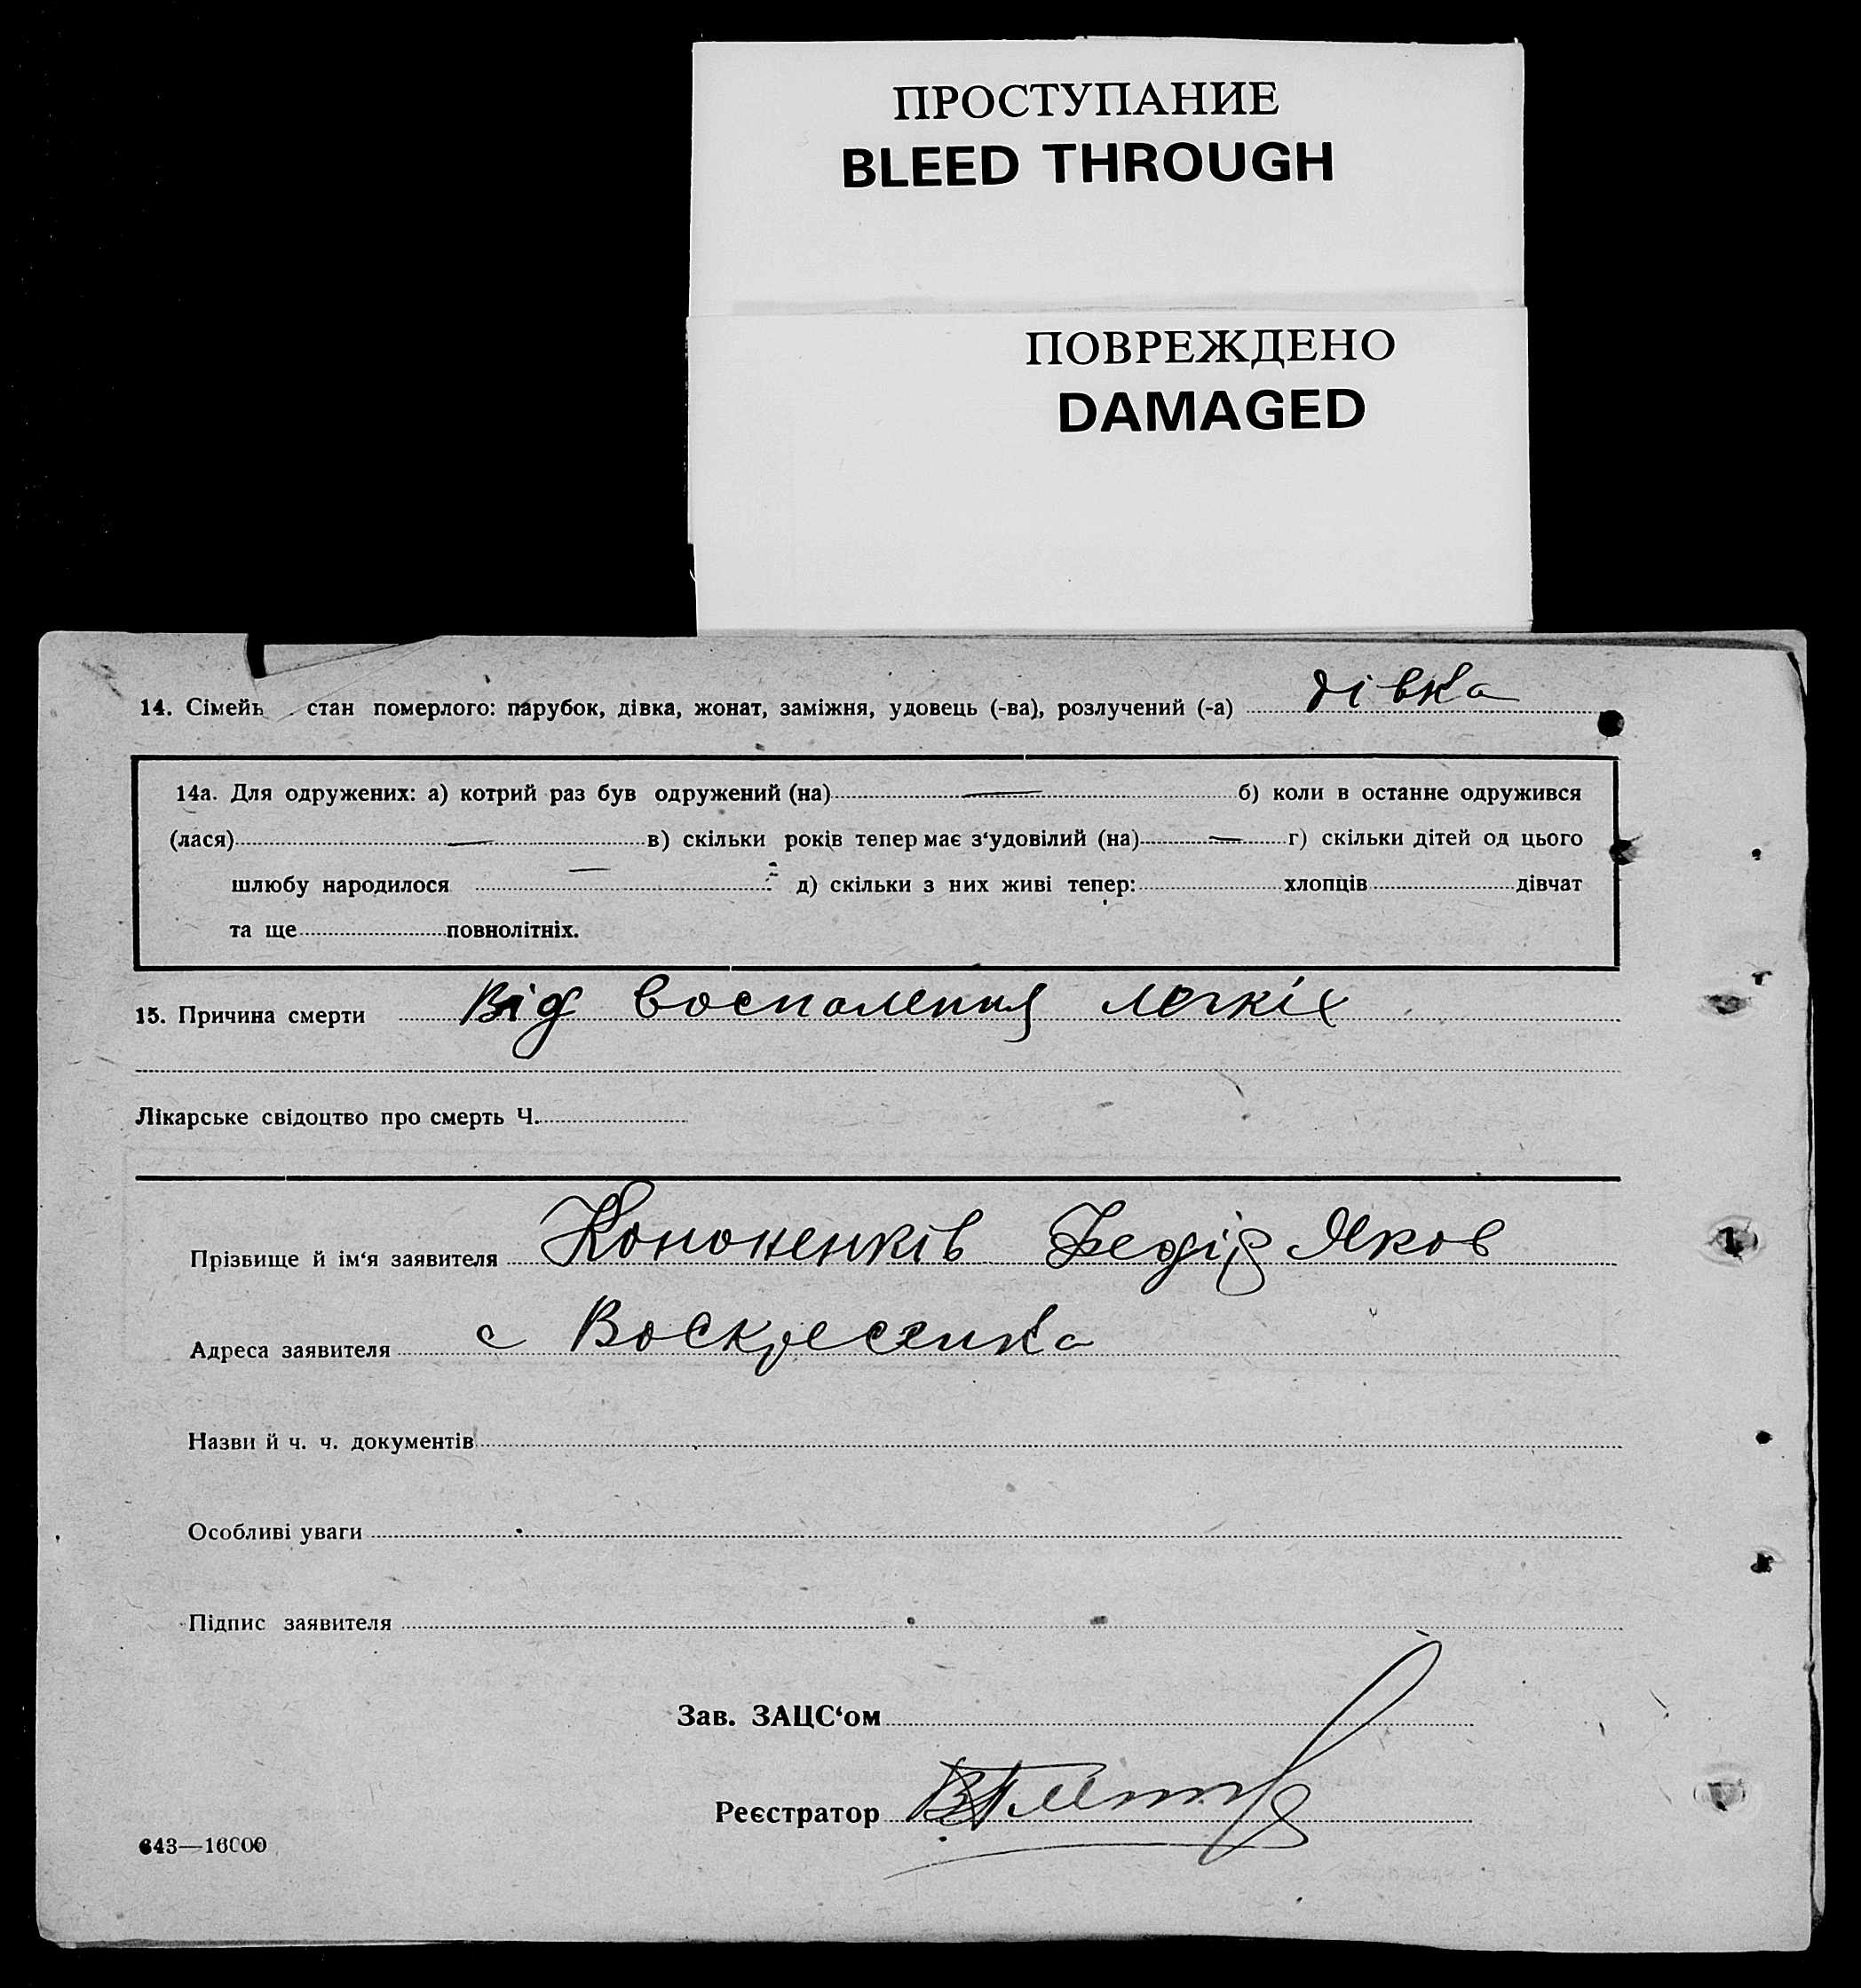 ПРОСТУПАНИЕ
BLEED THROUGH
ПОВРЕЖДЕНО
DAMAGED
14. Сімейн стан померлого: парубок, дівка, жонат, заміжня, удовець (-ва), розлучений (-а) дівка
14а. Для одружених: а) котрий раз був одружений (на) — б) коли в останнє одружився
(лася) — в) скільки років тепер має з‘удовілий (на) — г) скільки дітей од цього
шлюбу народилося — д) скільки з них живі тепер: хлопців дівчат
та ще повнолітніх.
15. Причина смерти Від воспалення легкіх
Лікарське свідоцтво про смерть Ч.
Прізвище й ім‘я заявителя Кононенків Федір Яков
Адреса заявителя с Воскресенка
Назви й ч. ч. документів
Особливі уваги
Підпис заявителя
Зав. ЗАЦС‘ом
Реєстратор
643—16000